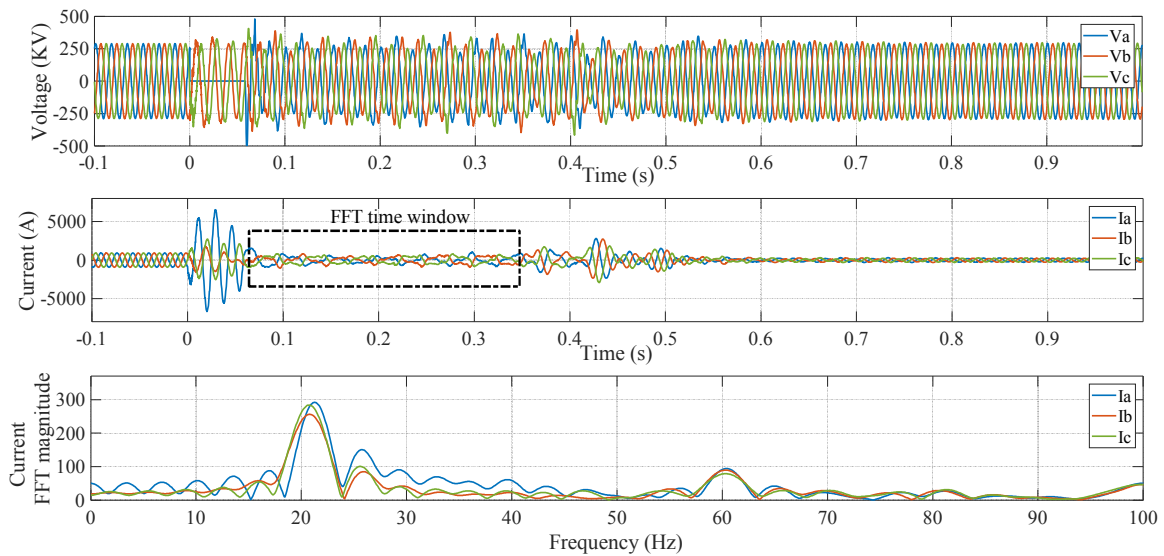 Voltage (KV)
500
250
0
-250
-500
Va
Vb
Vc
-0.1 0 0.1 0.2 0.3 0.4 0.5 0.6 0.7 0.8 0.9
Time (s)
Current (A)
5000
0
-5000
FFT time window
Ia
Ib
Ic
-0.1 0 0.1 0.2 0.3 0.4 0.5 0.6 0.7 0.8 0.9
Time (s)
Current
FFT magnitude
300
200
100
0
Ia
Ib
Ic
0 10 20 30 40 50 60 70 80 90 100
Frequency (Hz)